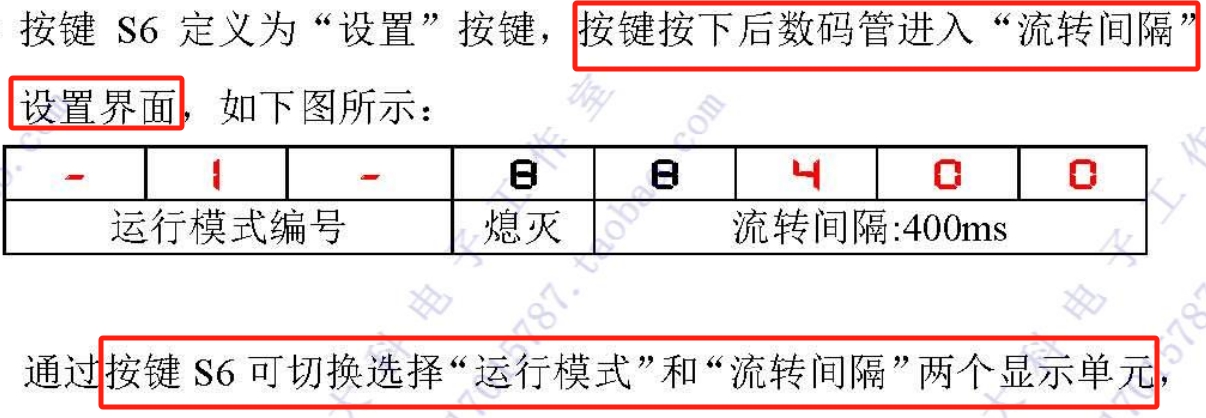 按键 S6 定义为“设置”按键，按键按下后数码管进入“流转间隔”
设置界面，如下图所示：
- 1 - 8 8 4 0 0
运行模式编号 熄灭 流转间隔:400ms
通过按键 S6 可切换选择“运行模式”和“流转间隔”两个显示单元，